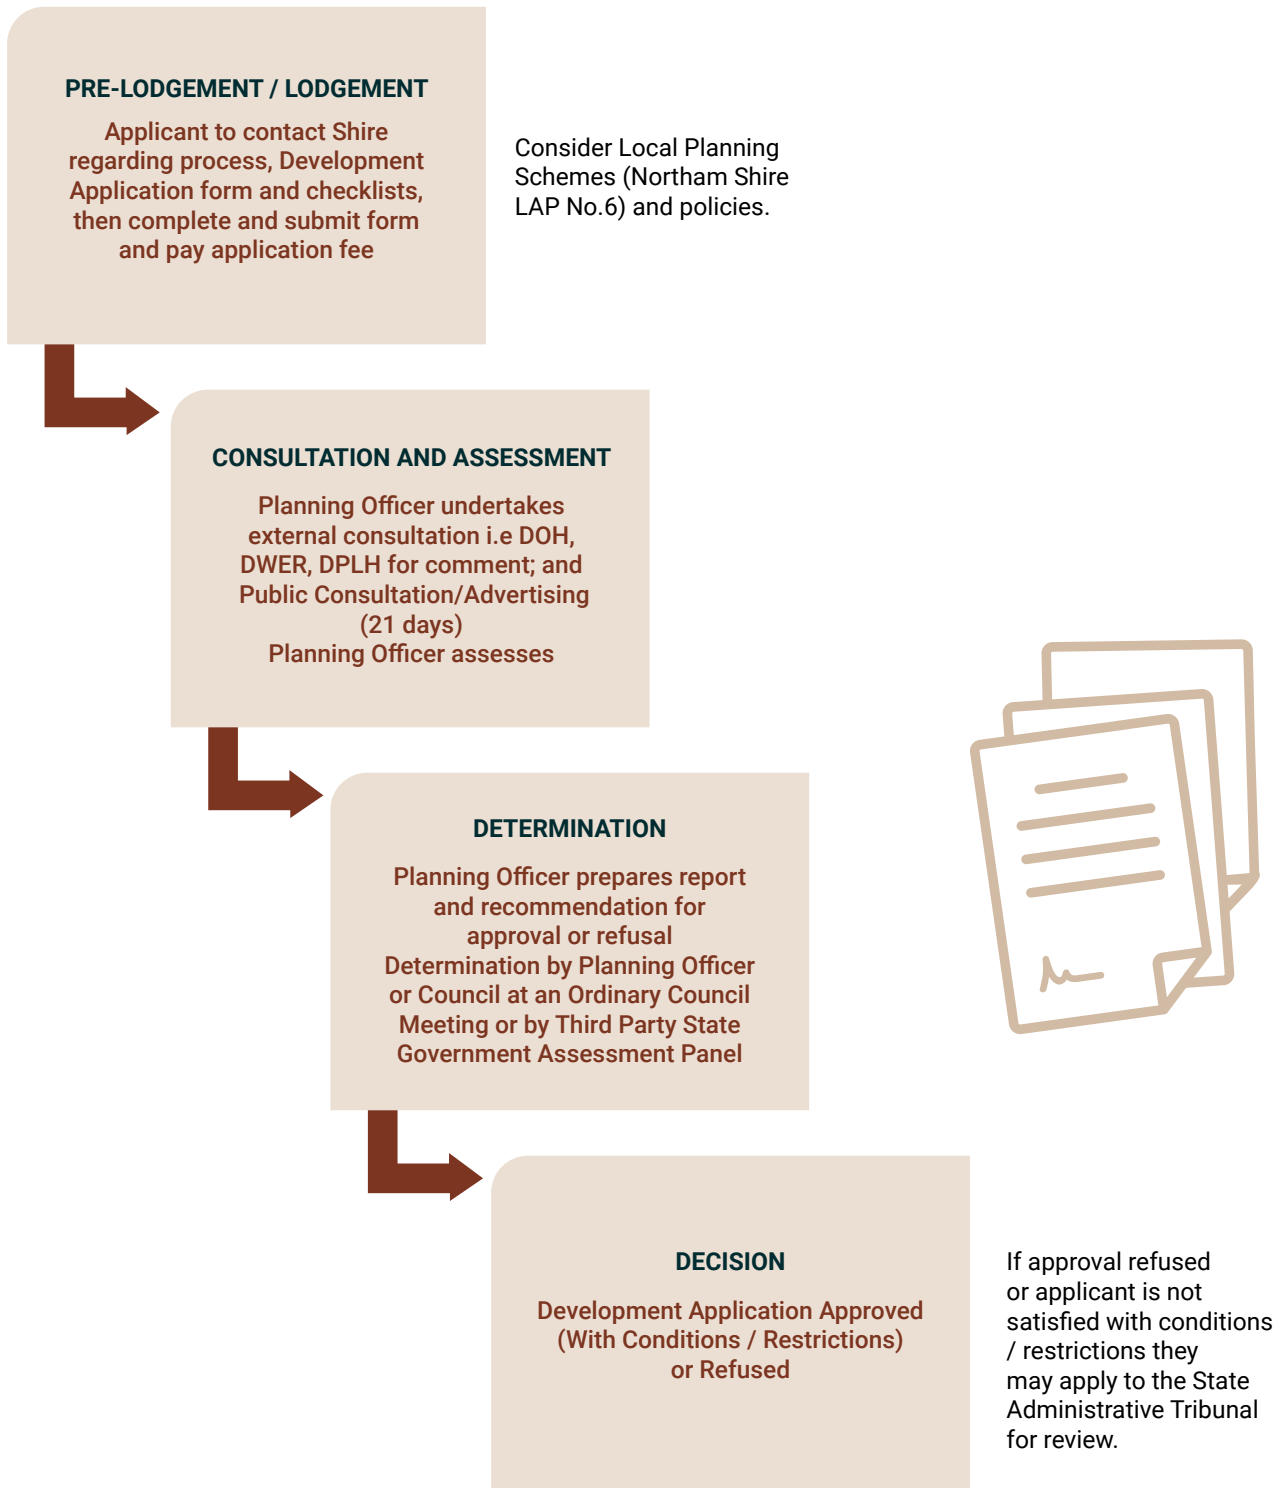 PRE-LODGEMENT / LODGEMENT
Applicant to contact Shire
regarding process, Development
Application form and checklists,
then complete and submit form
and pay application fee
Consider Local Planning
Schemes (Northam Shire
LAP No.6) and policies.
CONSULTATION AND ASSESSMENT
Planning Officer undertakes
external consultation i.e DOH,
DWER, DPLH for comment; and
Public Consultation/Advertising
(21 days)
Planning Officer assesses
DETERMINATION
Planning Officer prepares report
and recommendation for
approval or refusal
Determination by Planning Officer
or Council at an Ordinary Council
Meeting or by Third Party State
Government Assessment Panel
DECISION
Development Application Approved
(With Conditions / Restrictions)
or Refused
If approval refused
or applicant is not
satisfied with conditions
/ restrictions they
may apply to the State
Administrative Tribunal
for review.